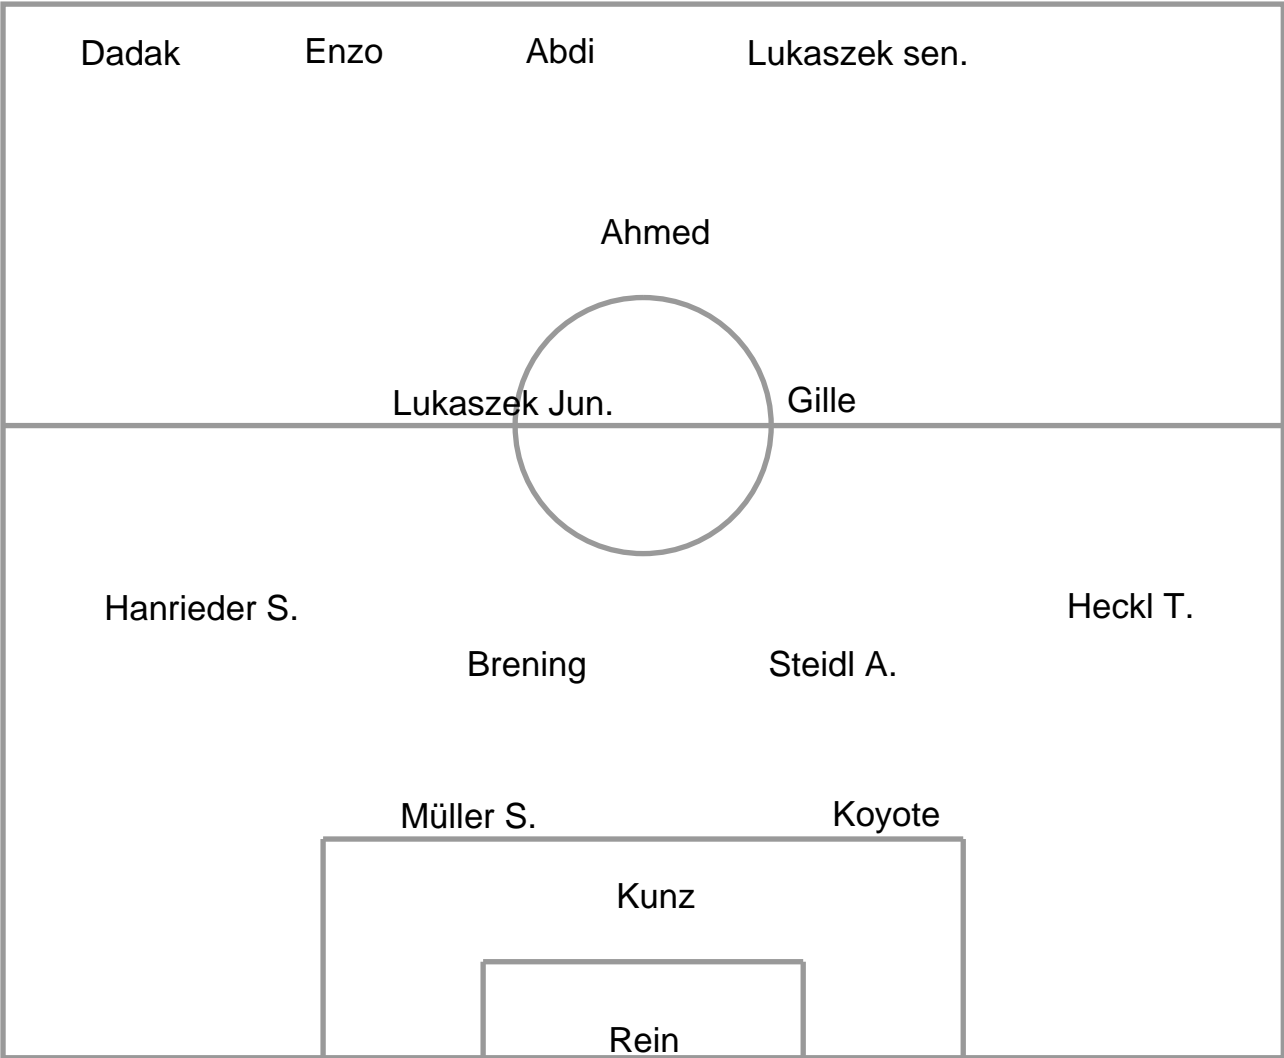 Dadak Enzo Abdi Lukaszek sen.
Ahmed
Lukaszek Jun. Gille
Hanrieder S. Heckl T.
Brening Steidl A.
Müller S. Koyote
Kunz
Rein